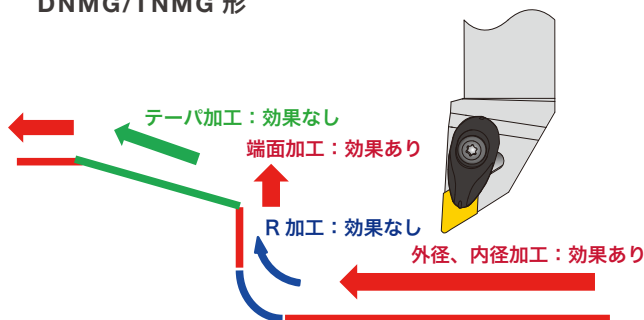 DNMG/TNMG 形
テーパ加工：効果なし
端面加工：効果あり
R 加工：効果なし
外径、内径加工：効果あり